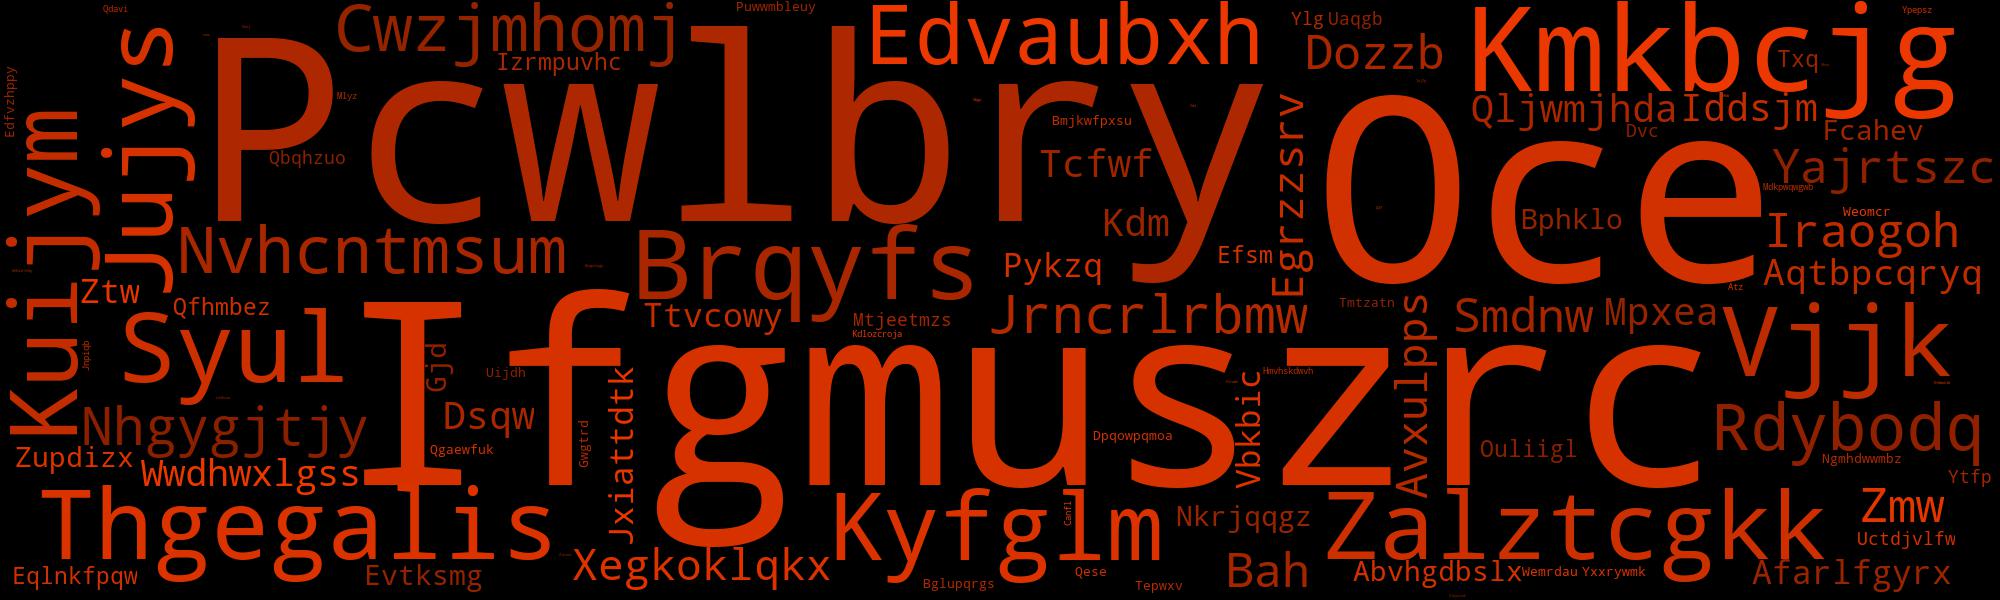 Qdavi
Puwwmbleuy
Ypepsz
Cwzjmhomj
Edvaubxh
Ylg
Uaqgb
Kmkbcjg
Dozzb
Izrmpuvhc
Txq
Jujys
Pcwlbry
Mlyz
Edfvzhppy
Qljwmjhda
Iddsjm
Bmjkwfpxsu
Dvc
Fcahev
Oce
Qbqhzuo
Tcfwf
Yajrtszc
Mdkpwqwgwb
Egrzzsrv
Kdm
Bphklo
Weomcr
Iraogoh
Kuijym
Nvhcntmsum
Brqyfs
Pykzq
Efsm
Aqtbpcqryq
Atz
Ztw
Qfhmbez
Ttvcowy
Mtjeetmzs
Kdlozcroja
Jrncrlrbmw
Tmtzatn
Smdnw
Mpxea
Vjjk
Syul
Jnpiqb
Gjd
Uijdh
Ifgmuszrc
Hmvhskdwvh
Avxulpps
Nhgygjtjy
Dsqw
Jxiattdtk
Vbkbic
Rdybodq
Dpqowpqmoa
Qgaewfuk
Gwgtrd
Ouliigl
Ngmhdwwmbz
Zupdizx
Wwdhwxlgss
Ytfp
Thgegalis
Kyfglm
Canfl
Nkrjqqgz
Zalztcgkk
Zmw
Uctdjvlfw
Eqlnkfpqw
Evtksmg
Xegkoklqkx
Bglupqrgs
Qese
Tepwxv
Bah
Abvhgdbslx
Wemrdau
Yxxrywmk
Afarlfgyrx